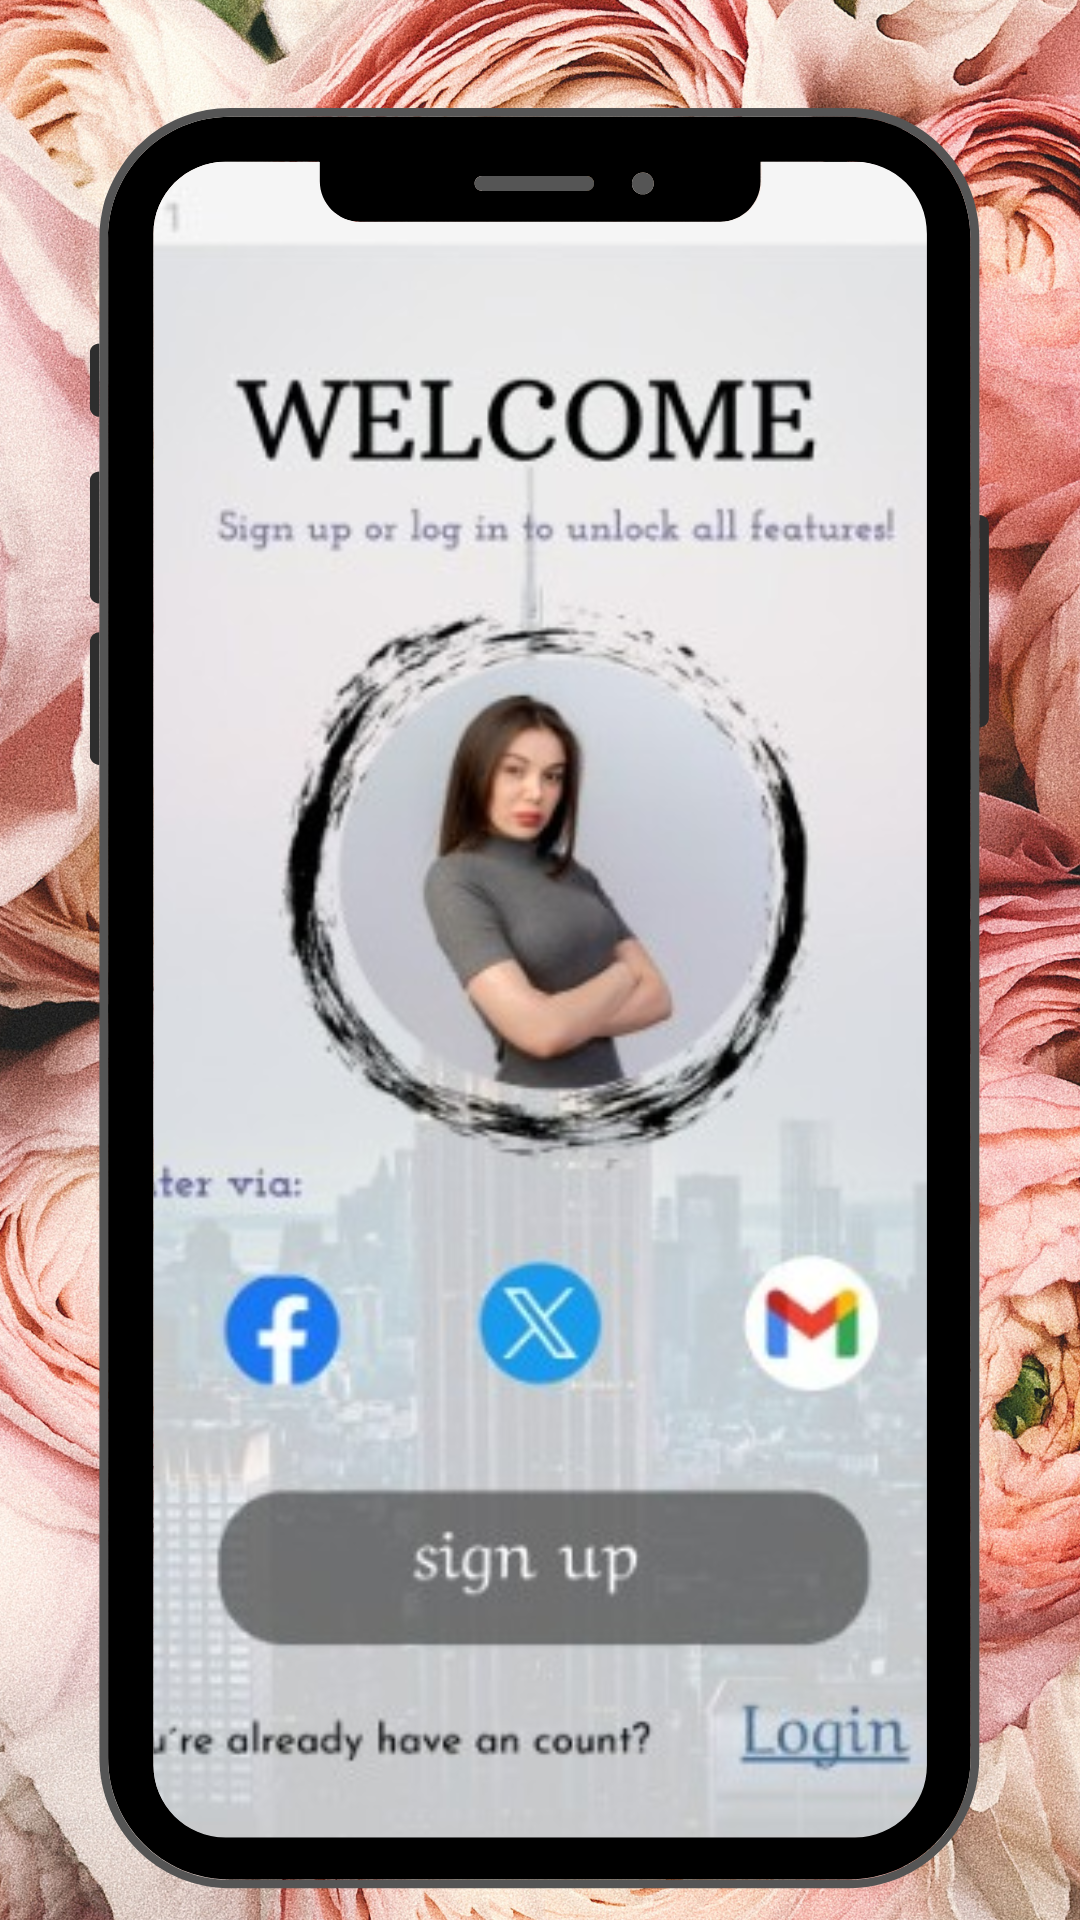 1
WELCOME
Sign up or log in to unlock all features!
ter via:
sign up
u´re already have an count?
Login